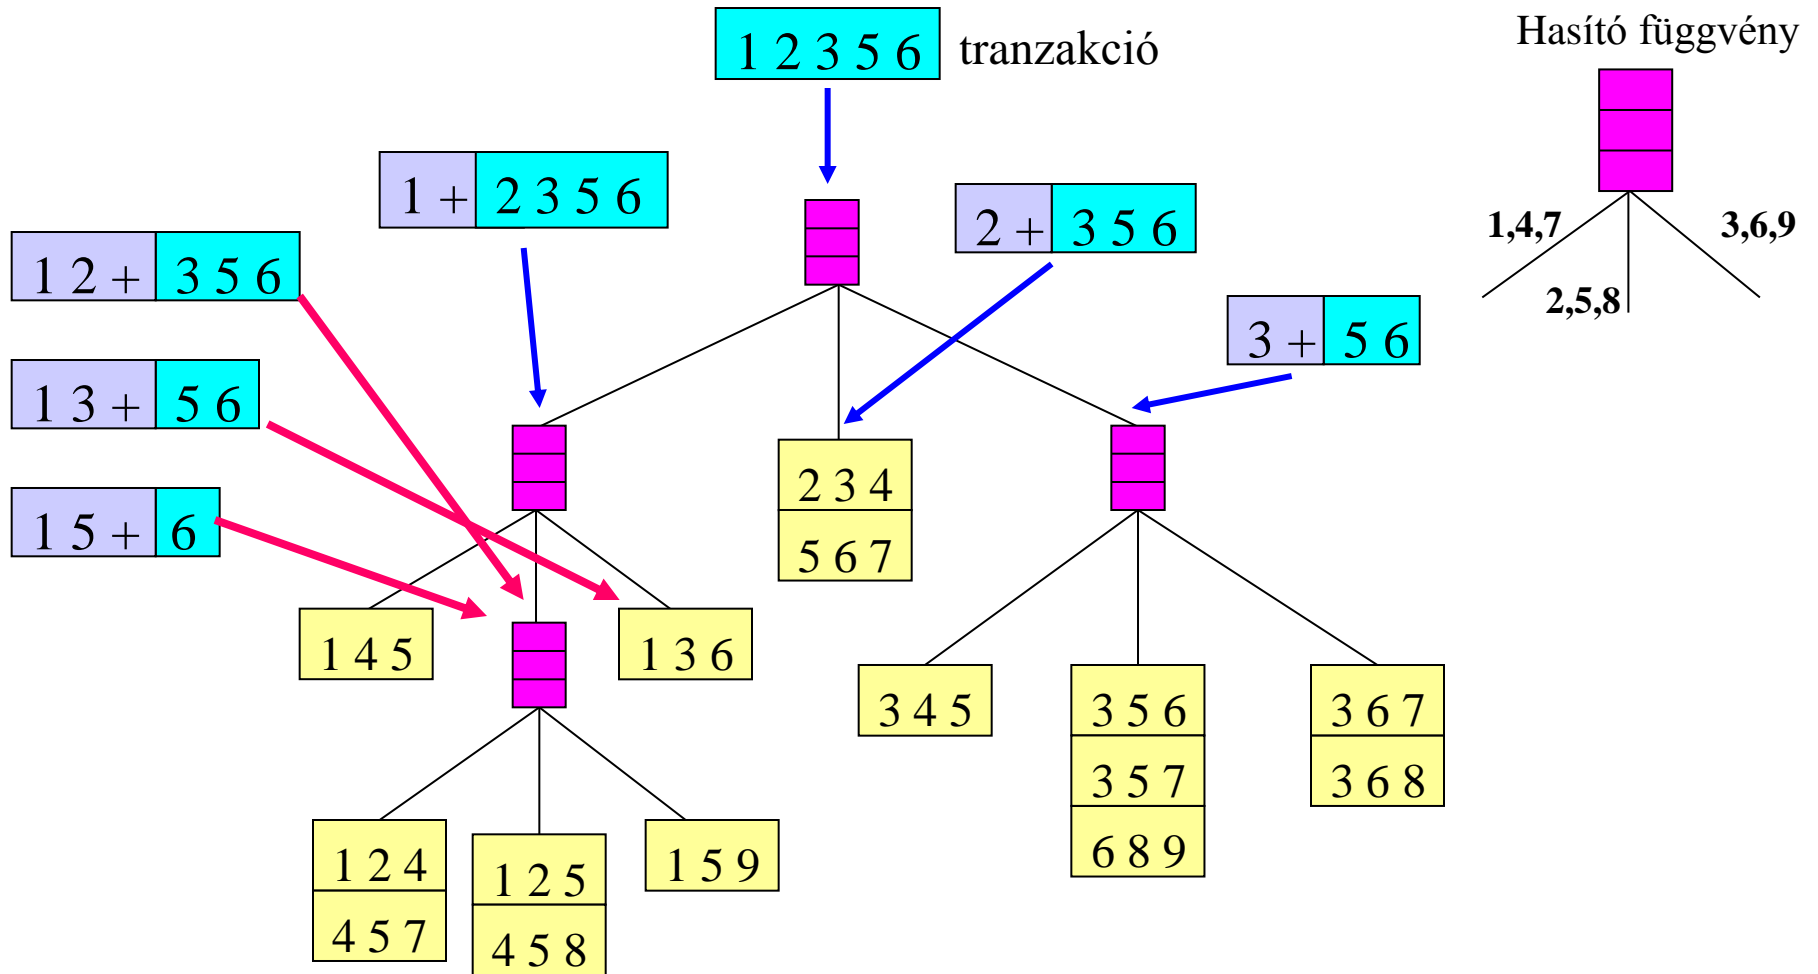 1 2 3 5 6 tranzakció
Hasító függvény
1,4,7
2,5,8
3,6,9
1 + 2 3 5 6
2 + 3 5 6
3 + 5 6
1 2 + 3 5 6
1 3 + 5 6
1 5 + 6
2 3 4
5 6 7
1 4 5
1 3 6
3 4 5
3 5 6
3 5 7
6 8 9
3 6 7
3 6 8
1 2 4
4 5 7
1 2 5
4 5 8
1 5 9